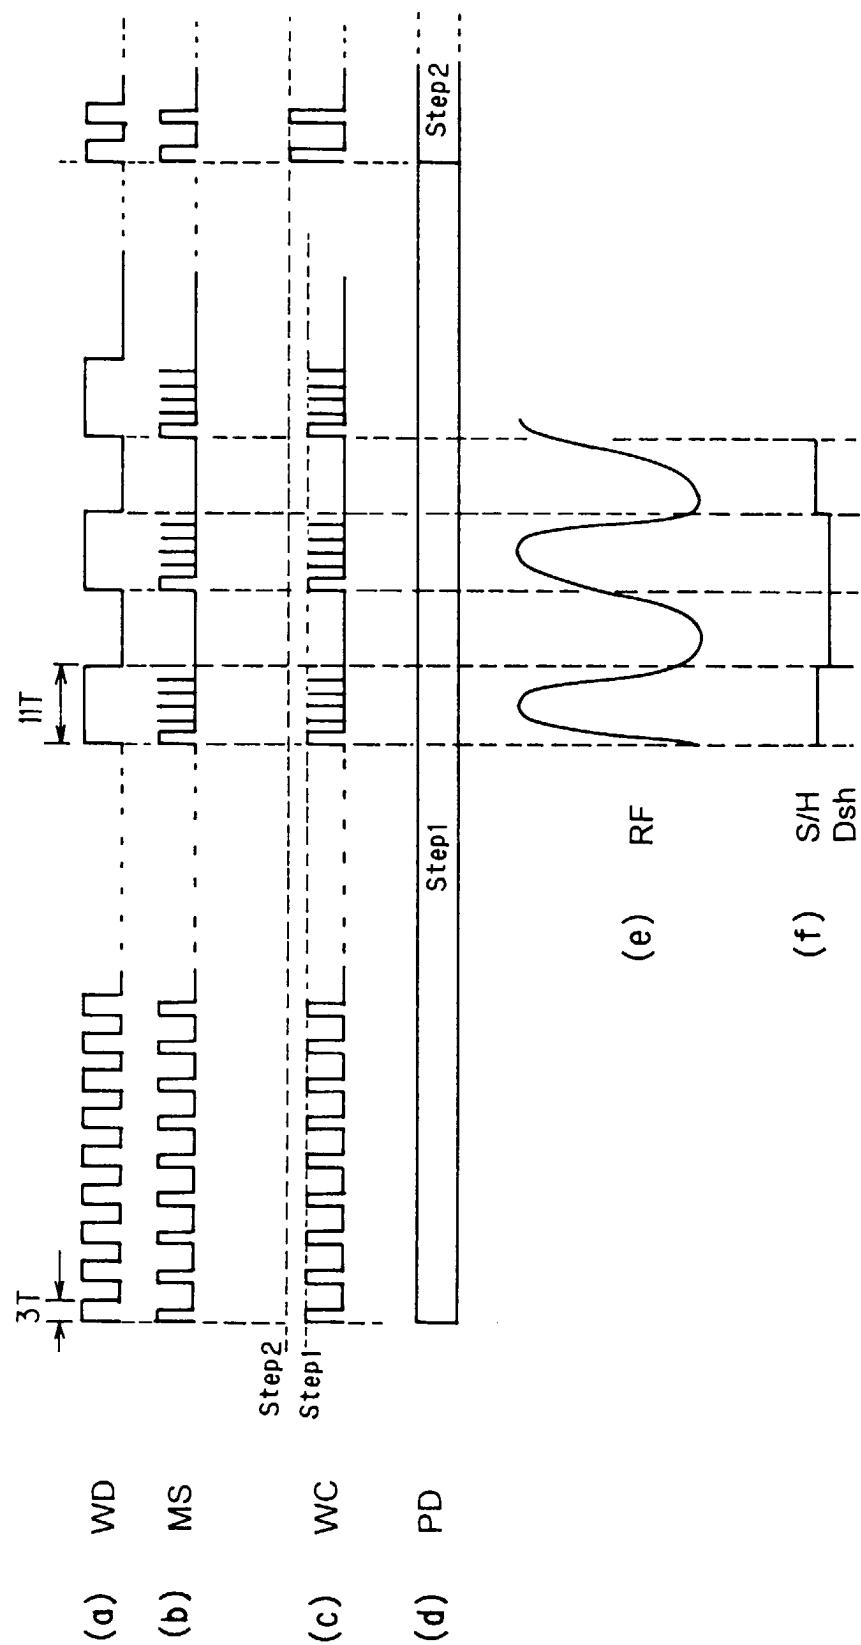 3T
11T
(a) WD
(b) MS
Step2
Step1
(c) WC
(d) PD
Step1
Step2
(e) RF
(f) S/H
Dsh